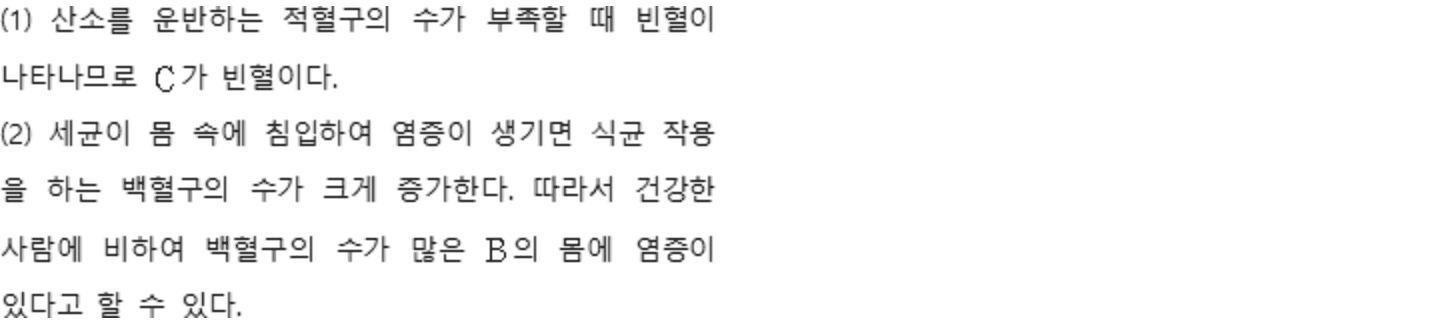 (1) 산소를 운반하는 적혈구의 수가 부족할 때 빈혈이
나타나므로 C가 빈혈이다.
(2) 세균이 몸 속에 침입하여 염증이 생기면 식균 작용
을 하는 백혈구의 수가 크게 증가한다. 따라서 건강한
사람에 비하여 백혈구의 수가 많은 B의 몸에 염증이
있다고 할 수 있다.